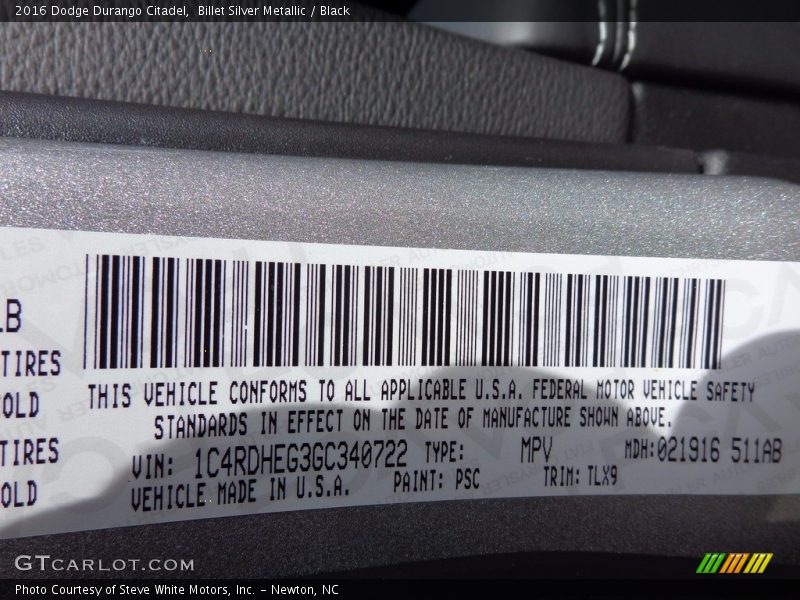 2016 Dodge Durango Citadel, Billet Silver Metallic / Black
LB
TIRES
OLD
TIRES
OLD
THIS VEHICLE CONFORMS TO ALL APPLICABLE U.S.A. FEDERAL MOTOR VEHICLE SAFETY
STANDARDS IN EFFECT ON THE DATE OF MANUFACTURE SHOWN ABOVE.
VIN: 1C4RDHEG3GC340722 TYPE: MPV MDH:021916 511AB
VEHICLE MADE IN U.S.A. PAINT: PSC TRIM: TLX9
GTCARLOT.COM
Photo Courtesy of Steve White Motors, Inc. – Newton, NC